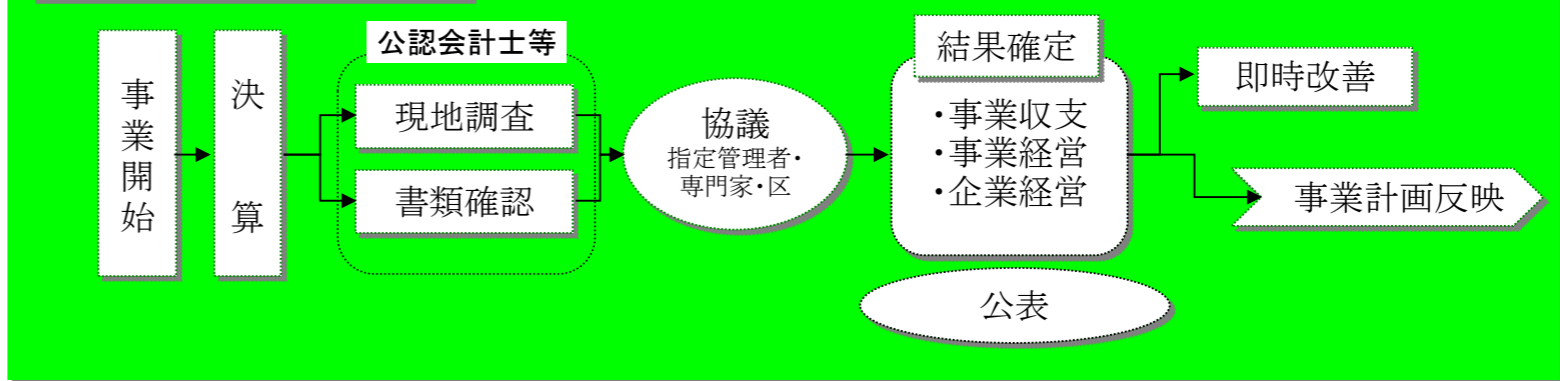 事業開始
決算
公認会計士等
現地調査
書類確認
協議
指定管理者・
専門家・区
結果確定
・事業収支
・事業経営
・企業経営
公表
即時改善
事業計画反映